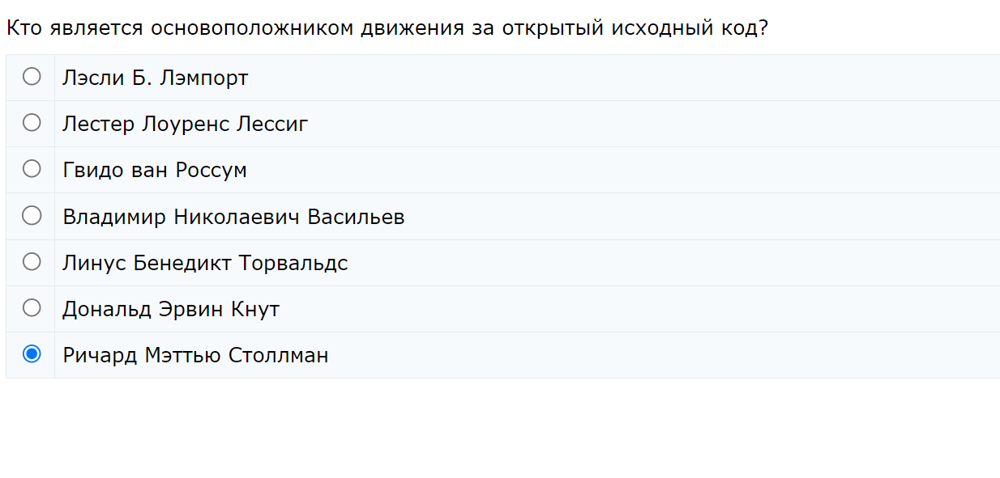 Кто является основоположником движения за открытый исходный код?
Лэсли Б. Лэмпорт
Лестер Лоуренс Лессиг
Гвидо ван Россум
Владимир Николаевич Васильев
Линус Бенедикт Торвальдс
Дональд Эрвин Кнут
Ричард Мэттью Столлман